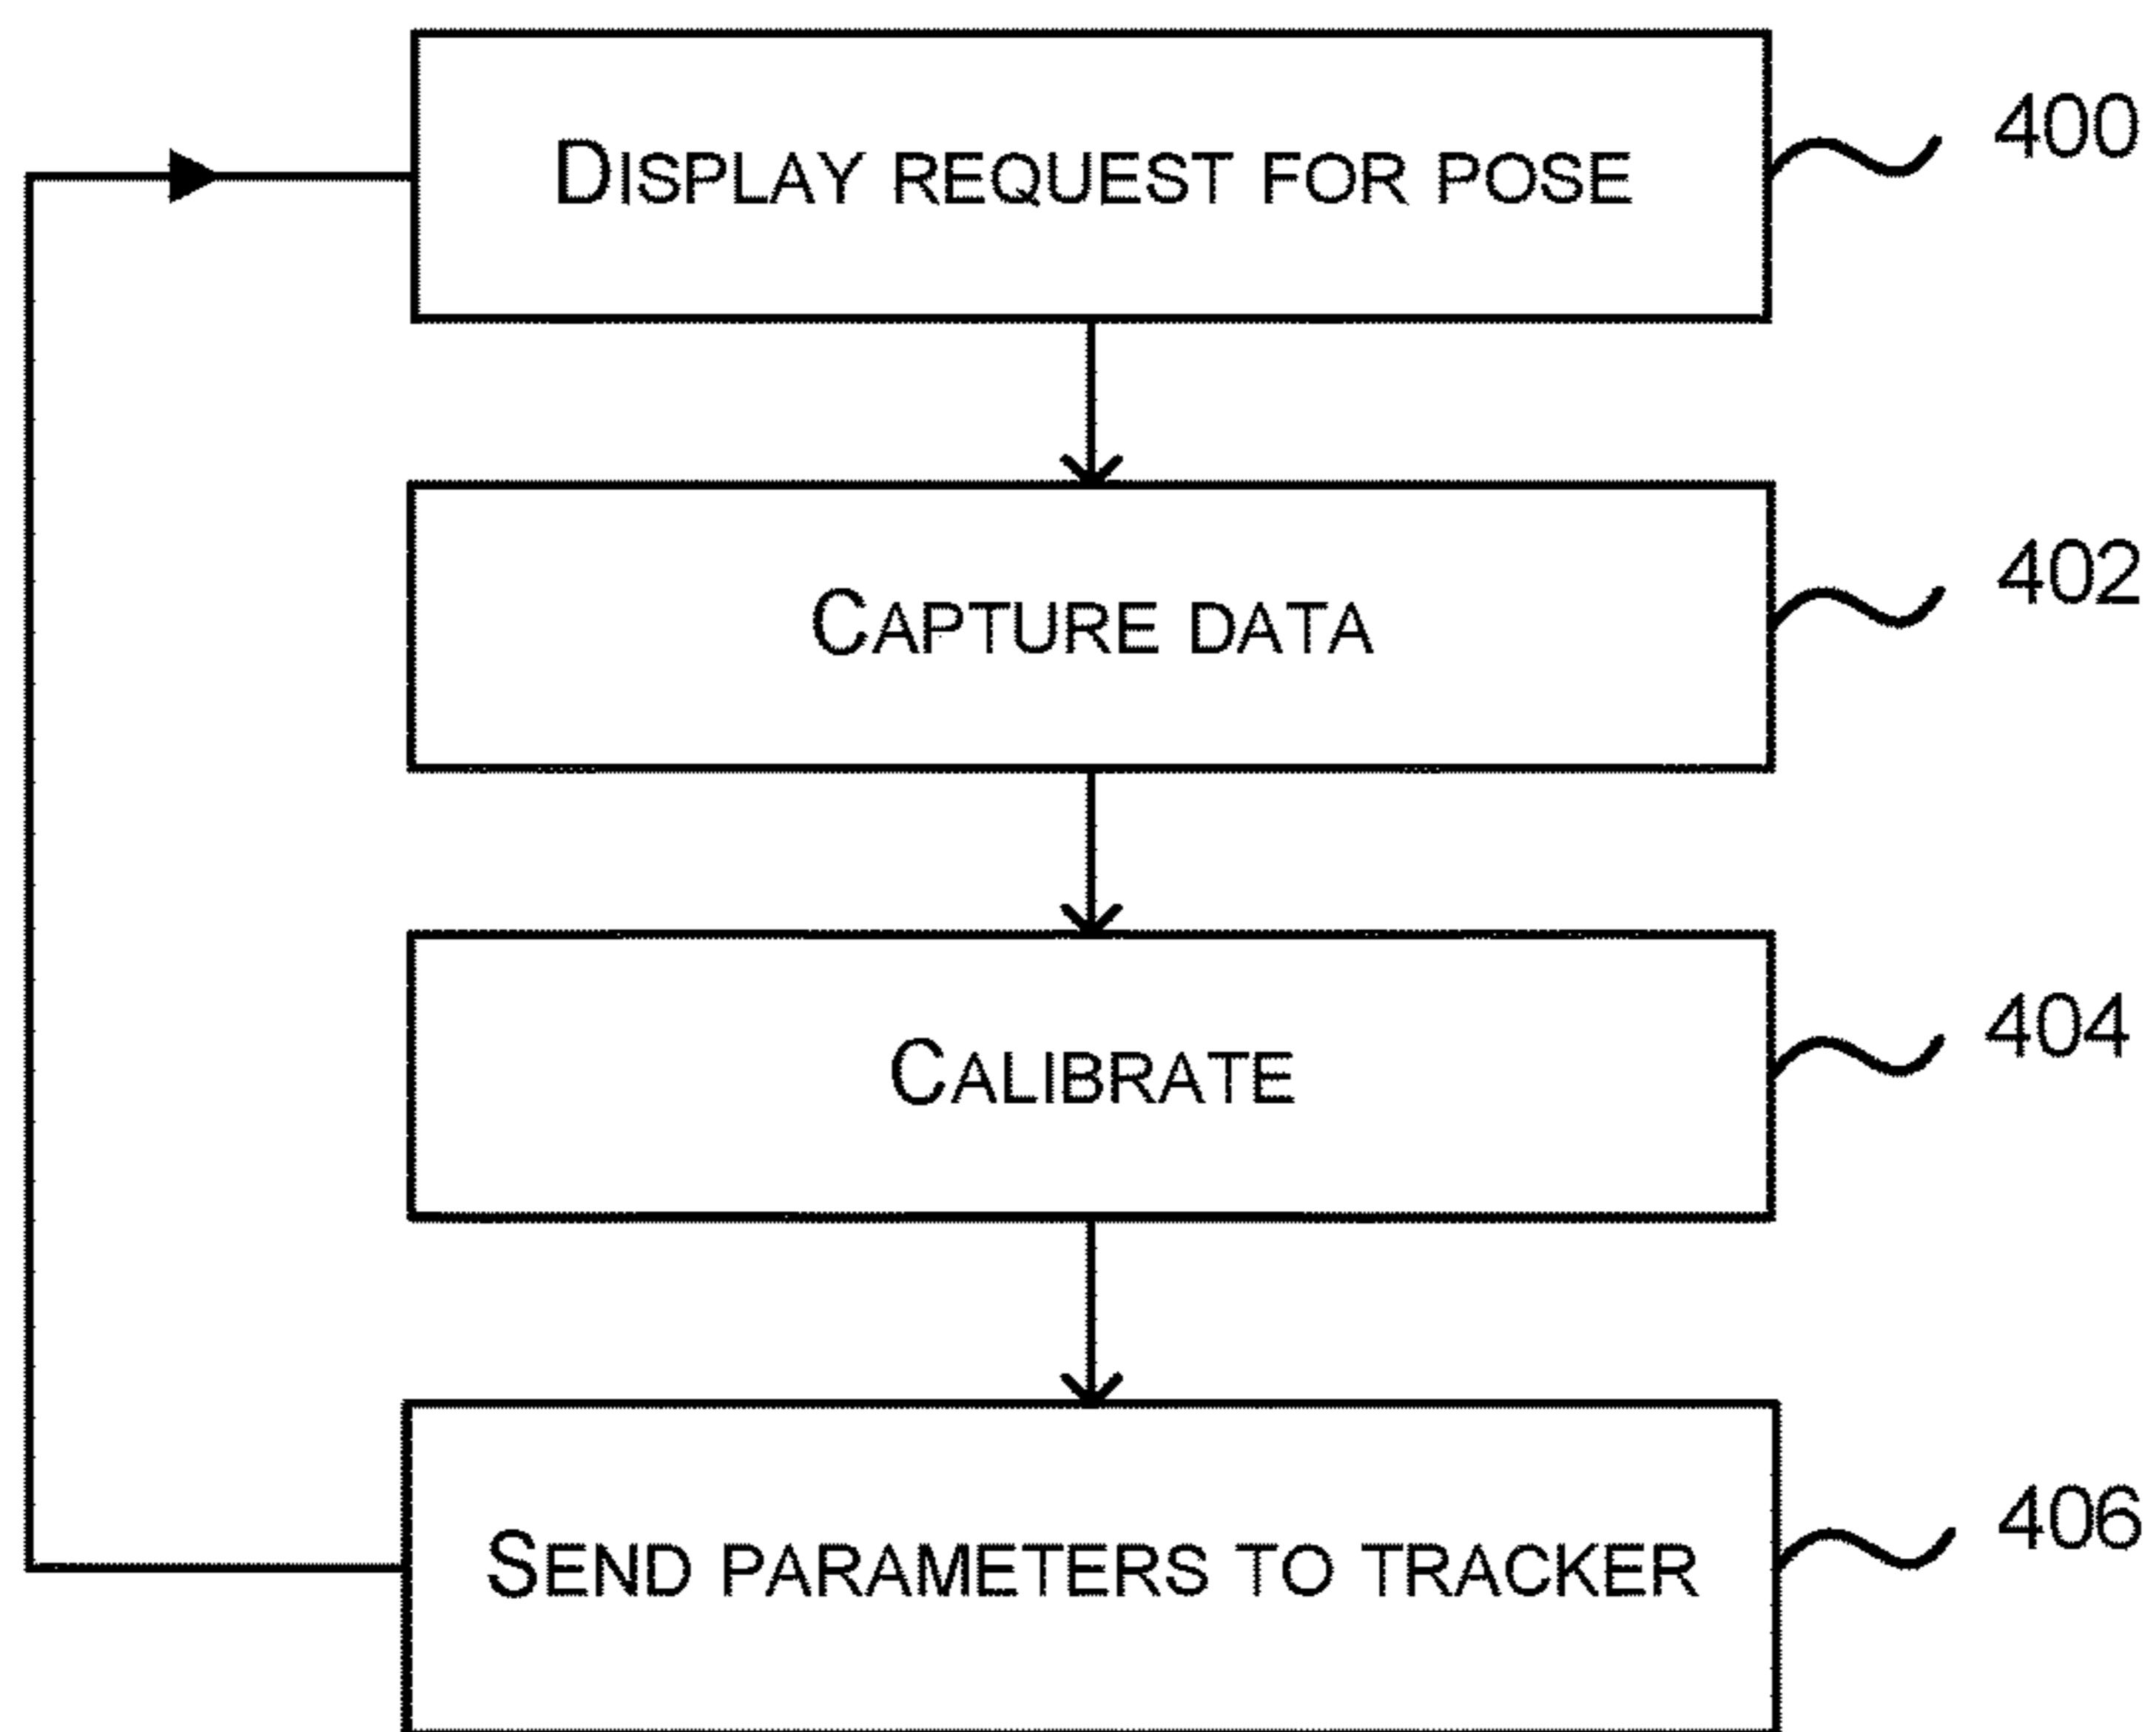 DISPLAY REQUEST FOR POSE
400
CAPTURE DATA
402
CALIBRATE
404
SEND PARAMETERS TO TRACKER
406